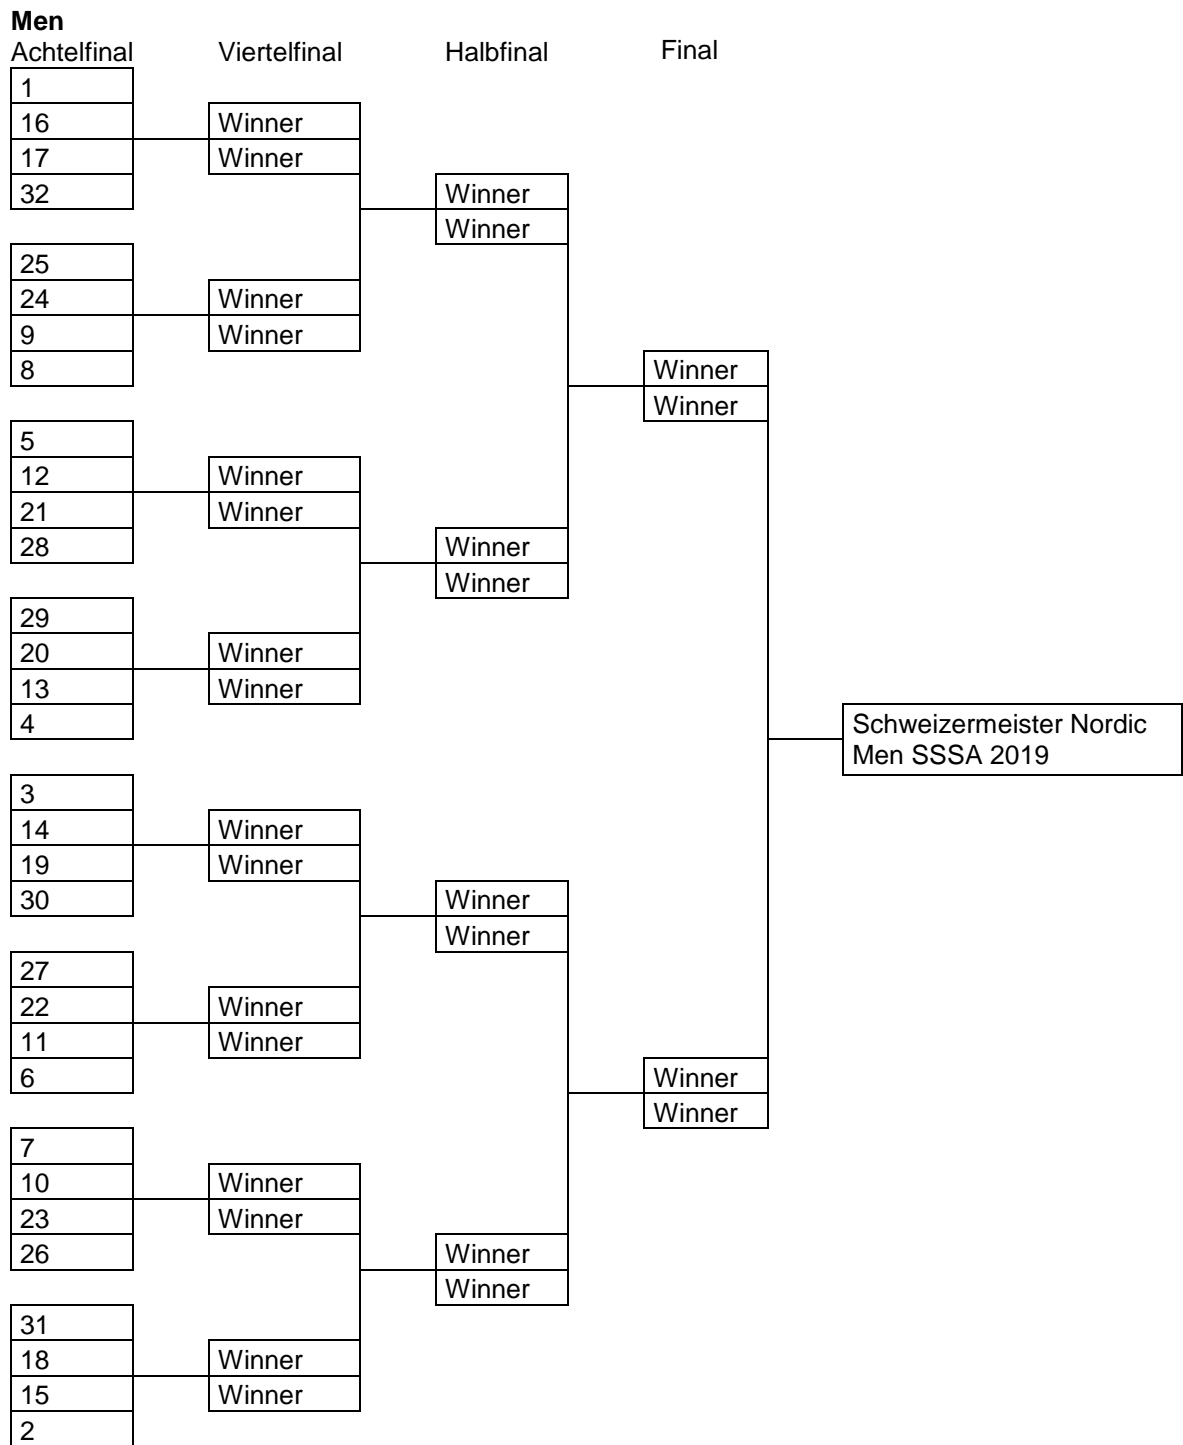 Men
Achtelfinal Viertelfinal Halbfinal Final
1
16 Winner
17 Winner
32 Winner
Winner
25
24 Winner
9 Winner
8 Winner
Winner
5
12 Winner
21 Winner
28 Winner
Winner
29
20 Winner
13 Winner
4 Schweizermeister Nordic
Men SSSA 2019
3
14 Winner
19 Winner
30 Winner
Winner
27
22 Winner
11 Winner
6 Winner
Winner
7
10 Winner
23 Winner
26 Winner
Winner
31
18 Winner
15 Winner
2